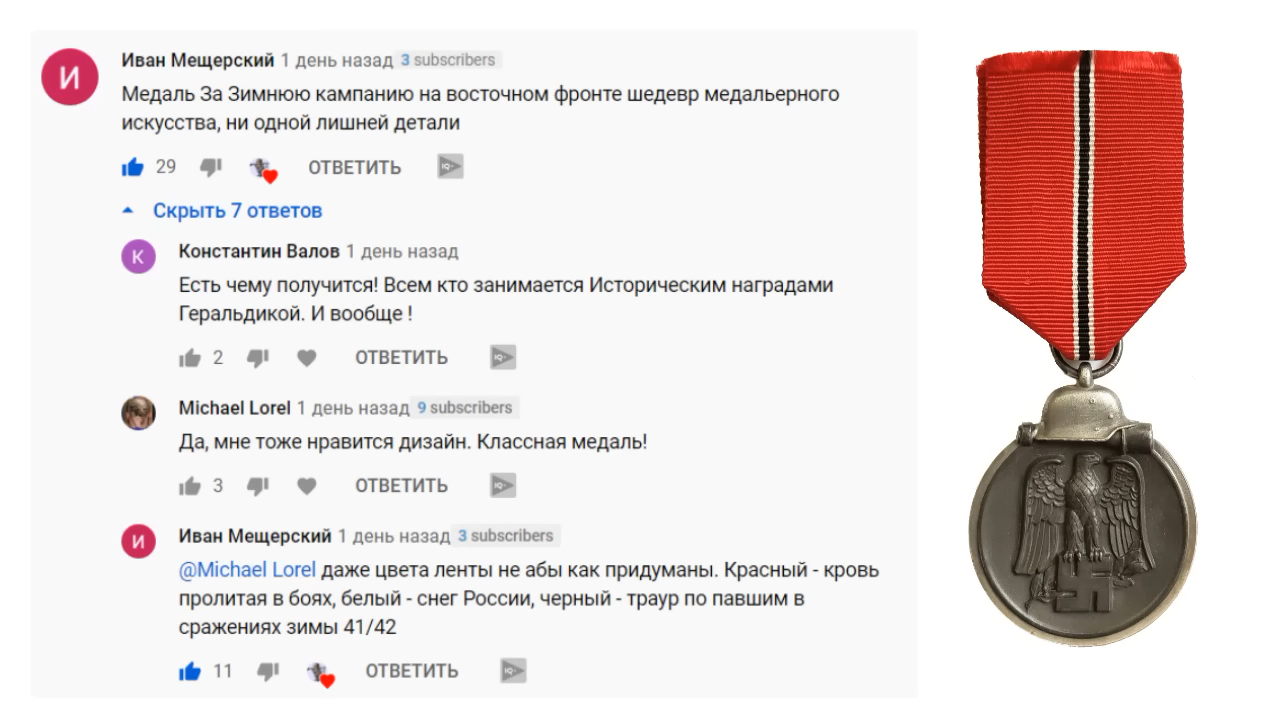 И
Иван Мещерский 1 день назад 3 subscribers
Медаль За Зимнюю кампанию на восточном фронте шедевр медальерного
искусства, ни одной лишней детали
29 ОТВЕТИТЬ IQ
Скрыть 7 ответов
К
Константин Валов 1 день назад
Есть чему получится! Всем кто занимается Историческим наградами
Геральдикой. И вообще !
2 ОТВЕТИТЬ IQ
Michael Lorel 1 день назад 9 subscribers
Да, мне тоже нравится дизайн. Классная медаль!
3 ОТВЕТИТЬ IQ
И
Иван Мещерский 1 день назад 3 subscribers
@Michael Lorel даже цвета ленты не абы как придуманы. Красный - кровь
пролитая в боях, белый - снег России, черный - траур по павшим в
сражениях зимы 41/42
11 ОТВЕТИТЬ IQ